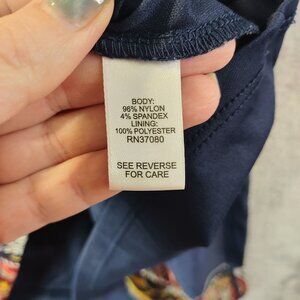 BODY:
96% NYLON
4% SPANDEX
LINING:
100% POLYESTER
RN37080
SEE REVERSE
FOR CARE